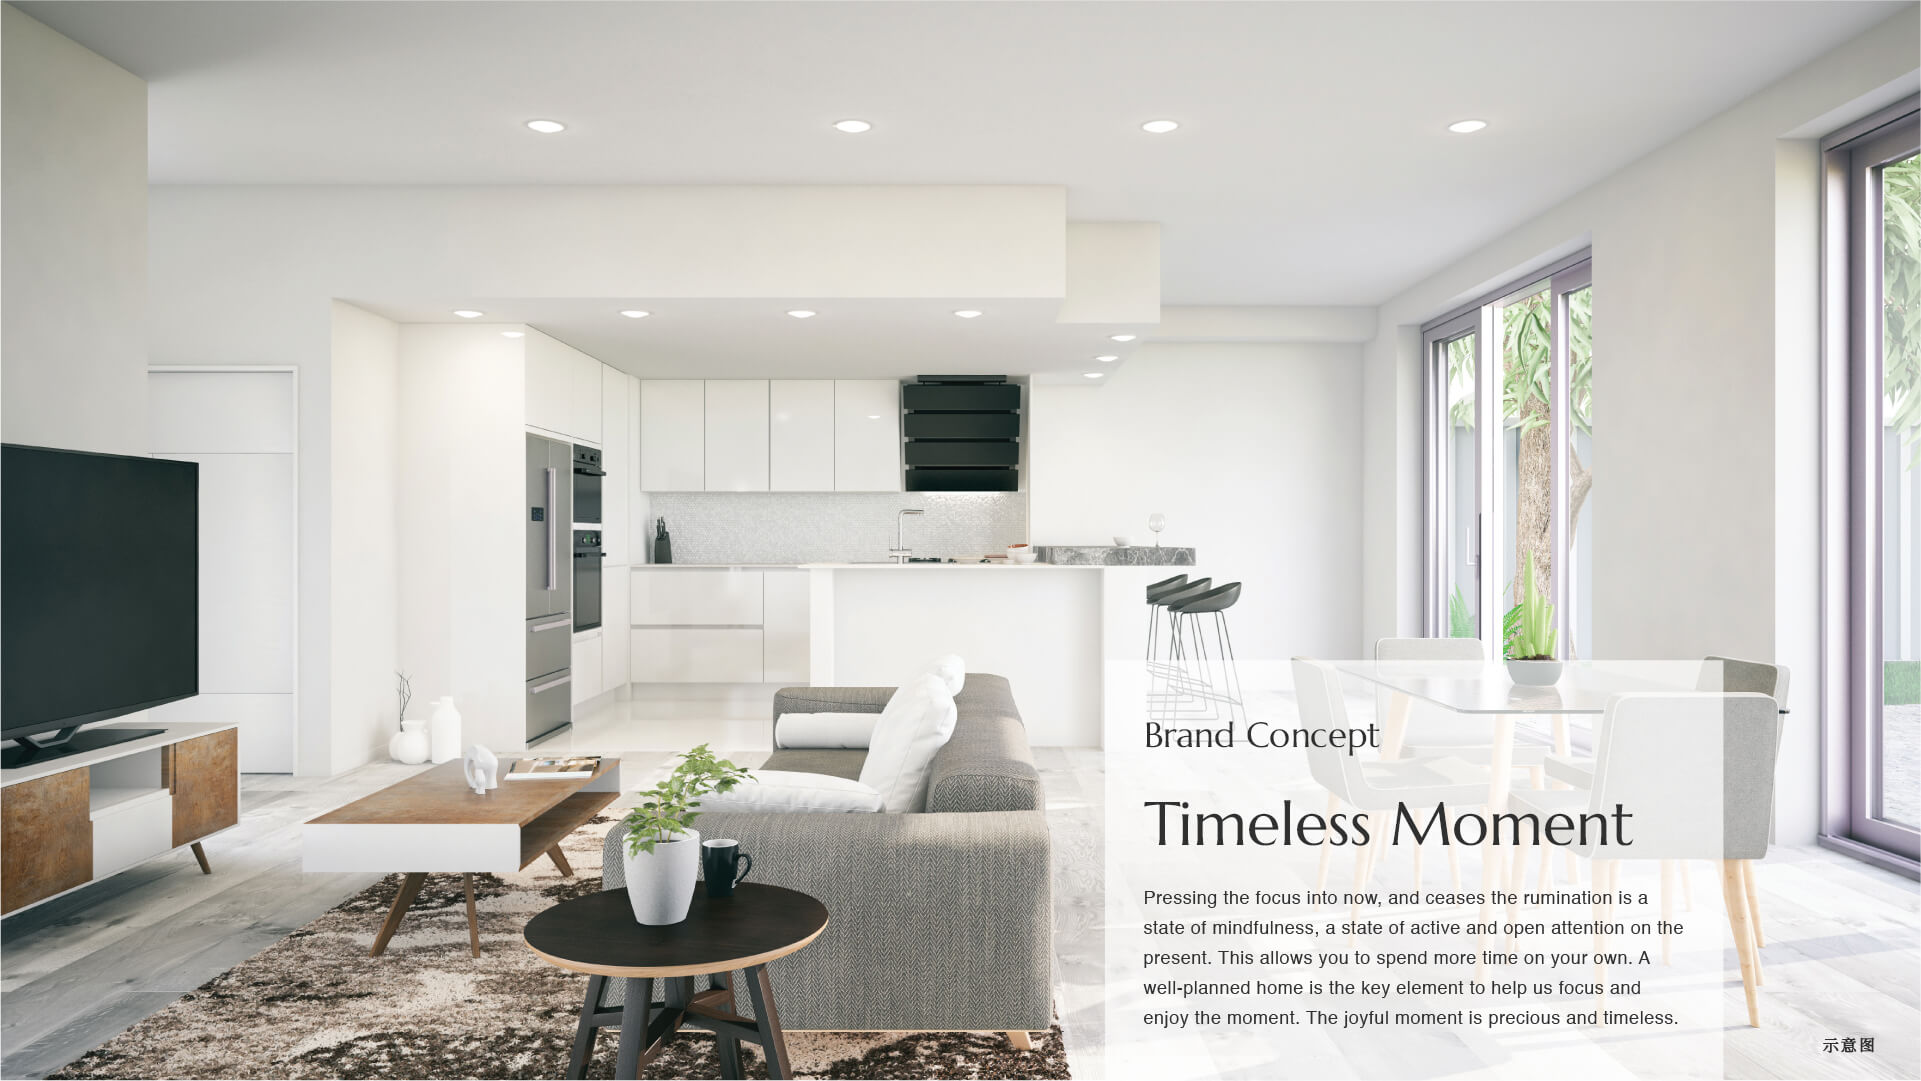 Brand Concept
Timeless Moment
Pressing the focus into now, and ceases the rumination is a
state of mindfulness, a state of active and open attention on the
present. This allows you to spend more time on your own. A
well-planned home is the key element to help us focus and
enjoy the moment. The joyful moment is precious and timeless.
示意图